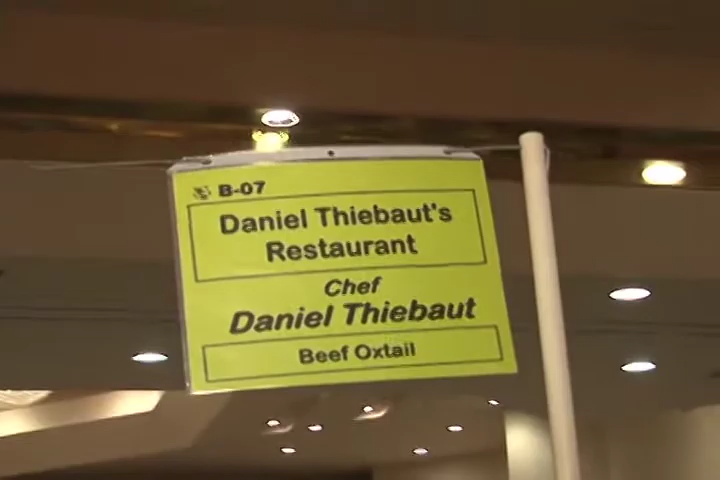 B-07
Daniel Thiebaut's
Restaurant
Chef
Daniel Thiebaut
Beef Oxtail